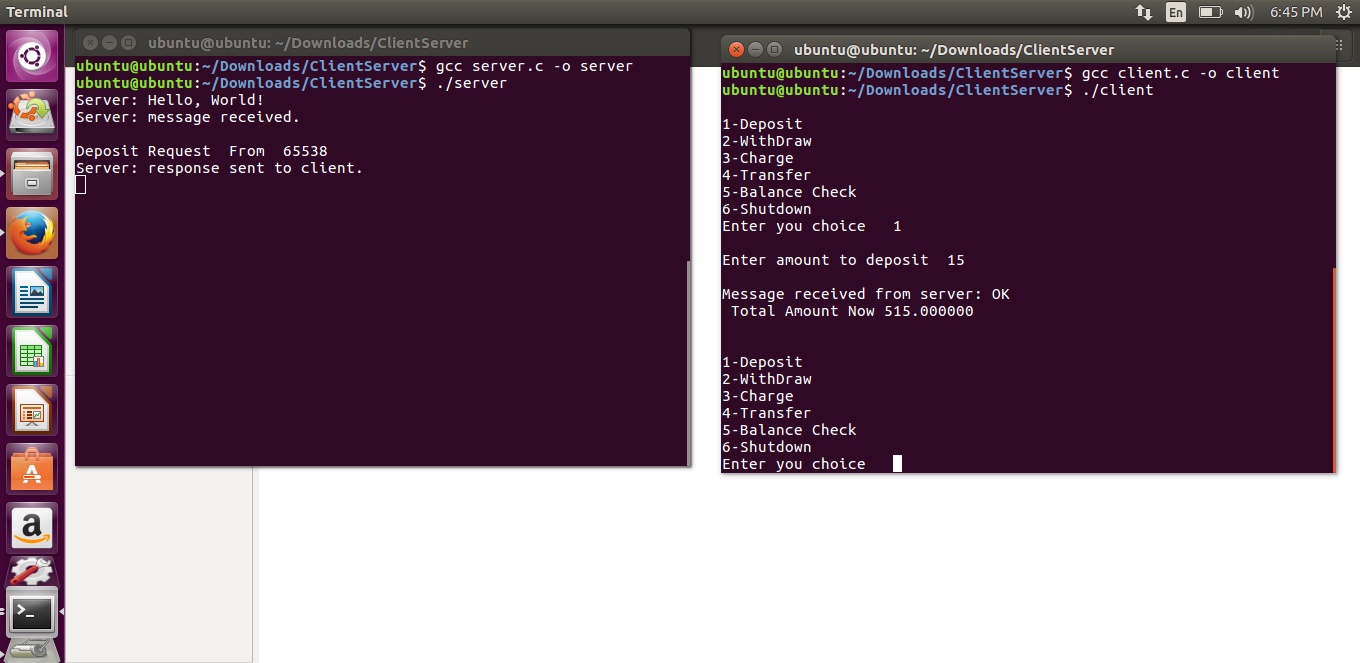 Terminal
En
6:45 PM
ubuntu@ubuntu: ~/Downloads/ClientServer
ubuntu@ubuntu:~/Downloads/ClientServer$ gcc server.c -o server
ubuntu@ubuntu:~/Downloads/ClientServer$ ./server
Server: Hello, World!
Server: message received.
Deposit Request  From  65538
Server: response sent to client.
ubuntu@ubuntu: ~/Downloads/ClientServer
ubuntu@ubuntu:~/Downloads/ClientServer$ gcc client.c -o client
ubuntu@ubuntu:~/Downloads/ClientServer$ ./client
1-Deposit
2-WithDraw
3-Charge
4-Transfer
5-Balance Check
6-Shutdown
Enter you choice   1
Enter amount to deposit  15
Message received from server: OK
 Total Amount Now 515.000000
1-Deposit
2-WithDraw
3-Charge
4-Transfer
5-Balance Check
6-Shutdown
Enter you choice
A
a
>_